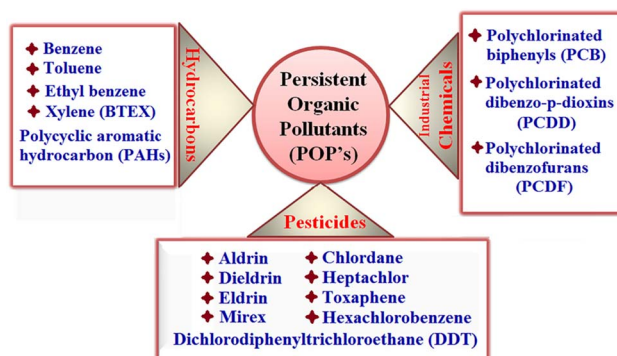 Benzene
Toluene
Ethyl benzene
Xylene (BTEX)
Polycyclic aromatic
hydrocarbon (PAHs)
Hydrocarbons
Persistent
Organic
Pollutants
(POP's)
Industrial
Chemicals
Polychlorinated
biphenyls (PCB)
Polychlorinated
dibenzo-p-dioxins
(PCDD)
Polychlorinated
dibenzofurans
(PCDF)
Pesticides
Aldrin
Dieldrin
Eldrin
Mirex
Chlordane
Heptachlor
Toxaphene
Hexachlorobenzene
Dichlorodiphenyltrichloroethane (DDT)